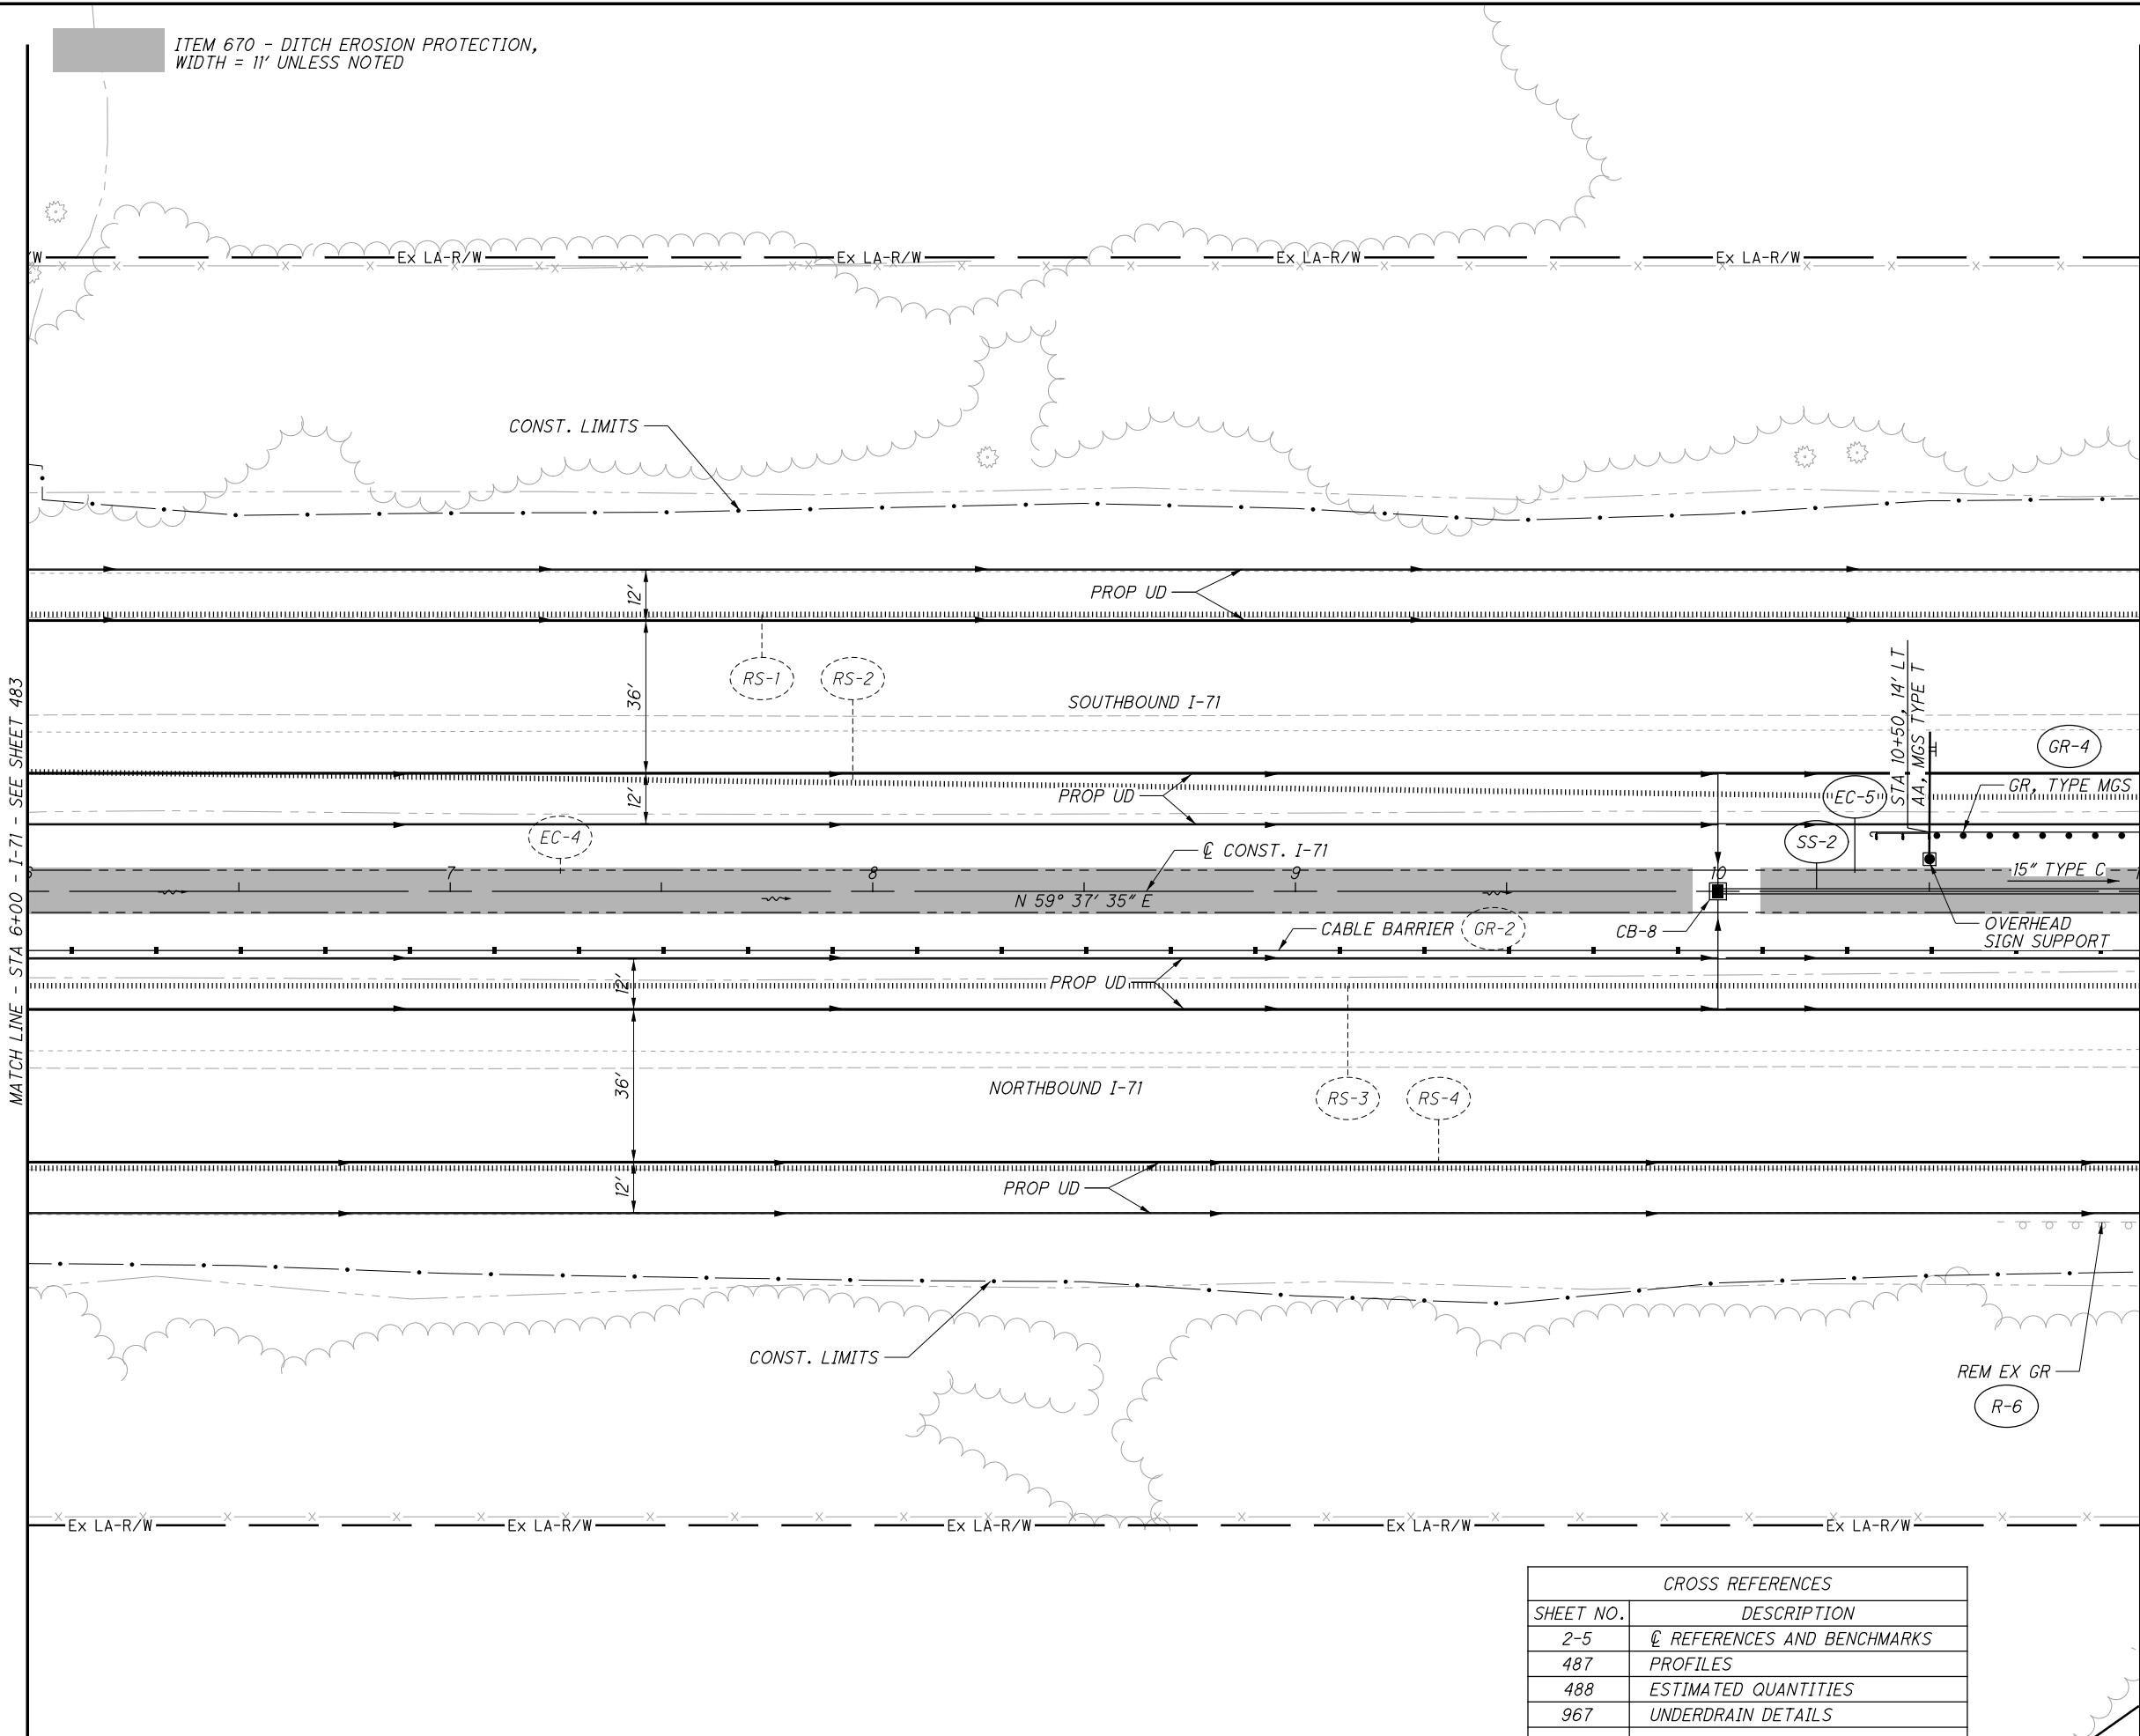 ITEM 670 - DITCH EROSION PROTECTION,
WIDTH = 11' UNLESS NOTED
Ex LA-R/W
Ex LA-R/W
Ex LA-R/W
Ex LA-R/W
CONST. LIMITS
12'
PROP UD
MATCH LINE - STA 6+00 - I-71 - SEE SHEET 483
36'
RS-1
RS-2
SOUTHBOUND I-71
STA 10+50, 14' LT
AA, MGS TYPE T
GR-4
GR, TYPE MGS
12'
PROP UD
EC-5
EC-4
SS-2
℄ CONST. I-71
7
8
9
10
15" TYPE C
N 59° 37' 35" E
CABLE BARRIER
GR-2
CB-8
OVERHEAD
SIGN SUPPORT
12'
PROP UD
36'
NORTHBOUND I-71
RS-3
RS-4
12'
PROP UD
CONST. LIMITS
REM EX GR
R-6
Ex LA-R/W
Ex LA-R/W
Ex LA-R/W
Ex LA-R/W
Ex LA-R/W
CROSS REFERENCES
SHEET NO. DESCRIPTION
2-5 ℄ REFERENCES AND BENCHMARKS
487 PROFILES
488 ESTIMATED QUANTITIES
967 UNDERDRAIN DETAILS